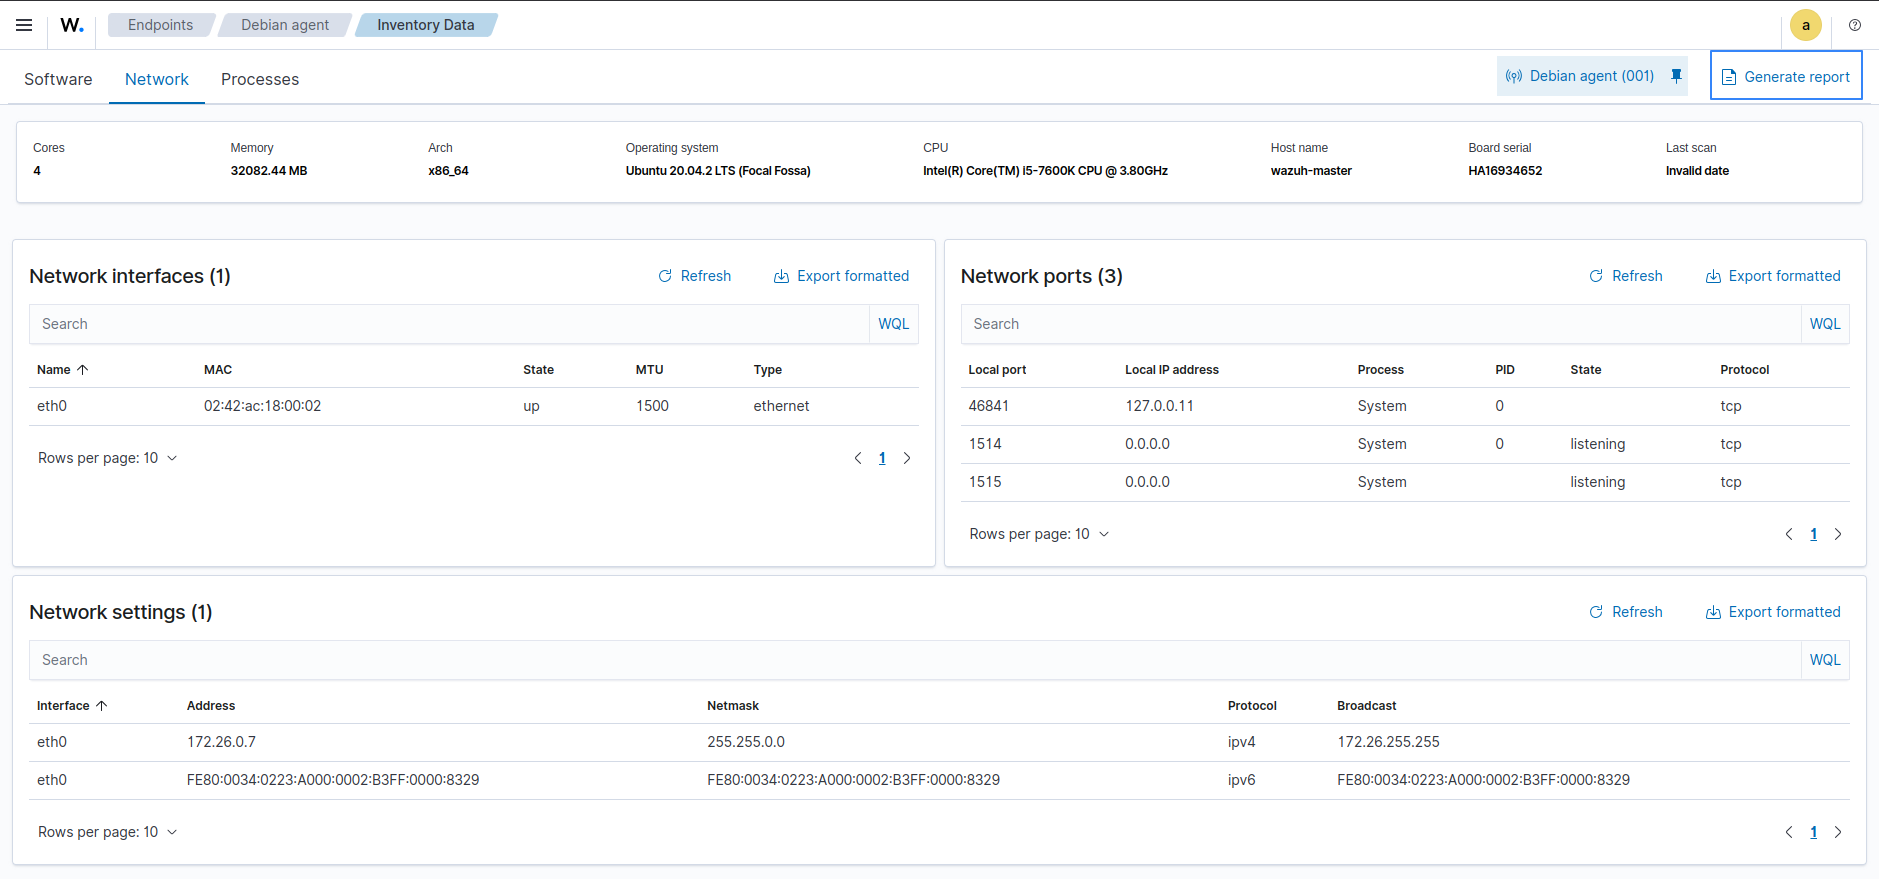 W.
Endpoints
Debian agent
Inventory Data
a
Software
Network
Processes
Debian agent (001)
Generate report
Cores Memory Arch Operating system CPU Host name Board serial Last scan
4 32082.44 MB x86_64 Ubuntu 20.04.2 LTS (Focal Fossa) Intel(R) Core(TM) i5-7600K CPU @ 3.80GHz wazuh-master HA16934652 Invalid date
Network interfaces (1)
Refresh
Export formatted
Search
WQL
Name MAC State MTU Type
eth0 02:42:ac:18:00:02 up 1500 ethernet
Rows per page: 10
1
Network ports (3)
Refresh
Export formatted
Search
WQL
Local port Local IP address Process PID State Protocol
46841 127.0.0.11 System 0 tcp
1514 0.0.0.0 System 0 listening tcp
1515 0.0.0.0 System listening tcp
Rows per page: 10
1
Network settings (1)
Refresh
Export formatted
Search
WQL
Interface Address Netmask Protocol Broadcast
eth0 172.26.0.7 255.255.0.0 ipv4 172.26.255.255
eth0 FE80:0034:0223:A000:0002:B3FF:0000:8329 FE80:0034:0223:A000:0002:B3FF:0000:8329 ipv6 FE80:0034:0223:A000:0002:B3FF:0000:8329
Rows per page: 10
1